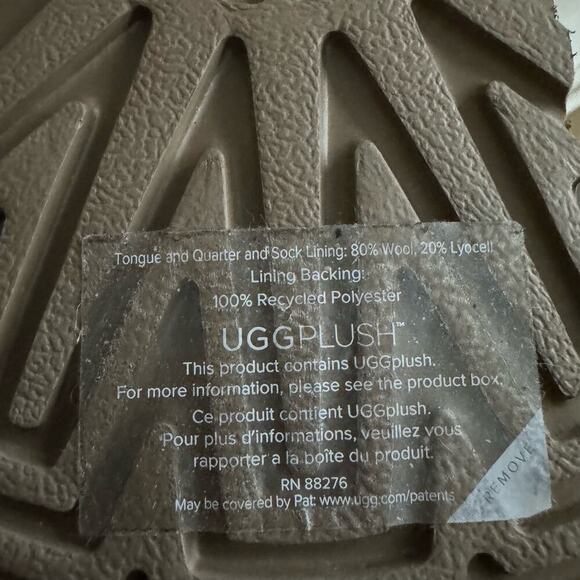 Tongue and Quarter and Sock Lining: 80% Wool, 20% Lyocell
Lining Backing:
100% Recycled Polyester
UGGPLUSH™
This product contains UGGplush.
For more information, please see the product box.
Ce produit contient UGGplush.
Pour plus d'informations, veuillez vous
rapporter a la boîte du produit.
RN 88276
May be covered by Pat: www.ugg.com/patents
REMOVE